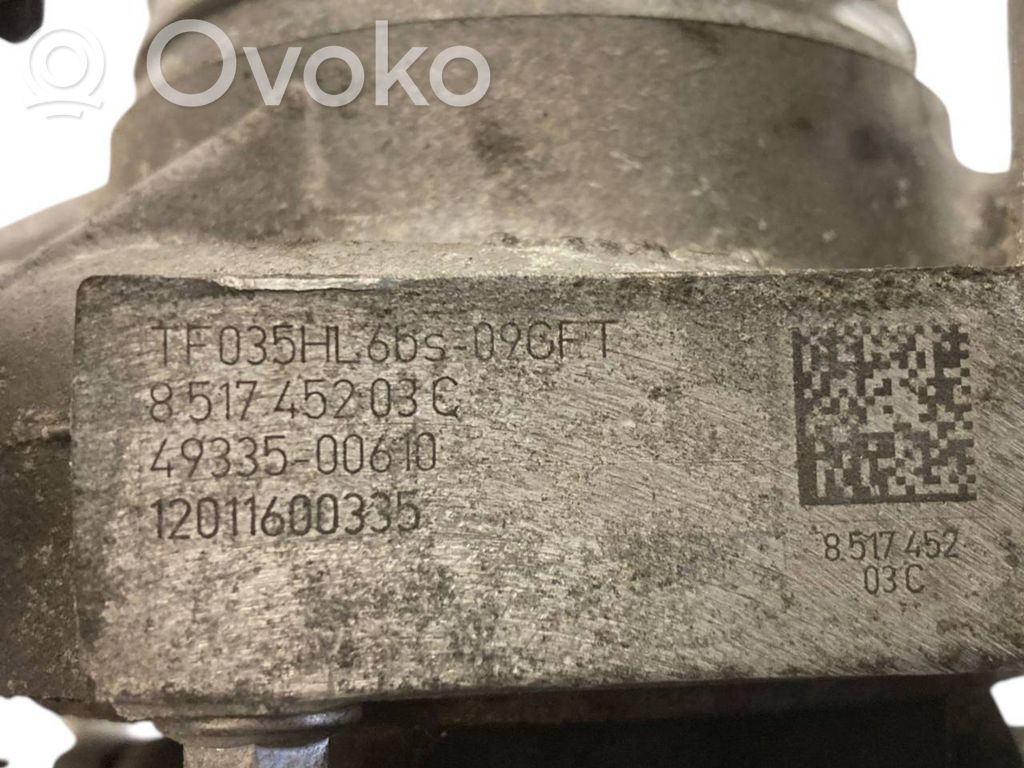 Ovoko
TF035HL6bs-09GFT
8 517 452 03 C
49335-00610
12011600335
8 517 452
03 C